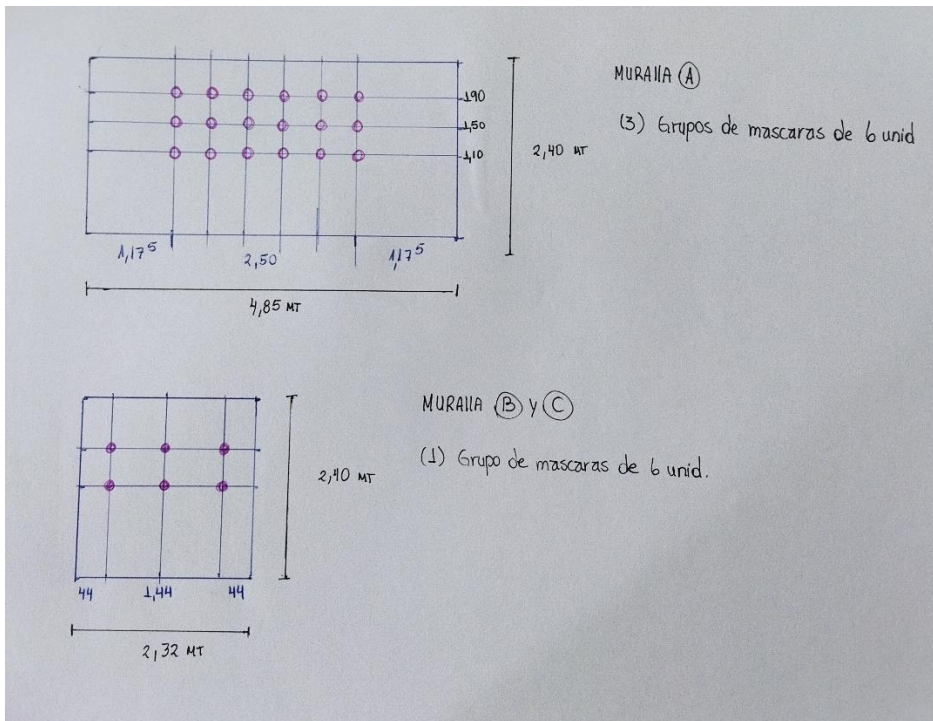 MURALLA A
(3) Grupos de mascaras de 6 unid
1,90
1,50
1,10
2,40 MT
1,17⁵ 2,50 1,17⁵
4,85 MT
MURALLA B y C
(1) Grupo de mascaras de 6 unid.
2,40 MT
44 1,44 44
2,32 MT